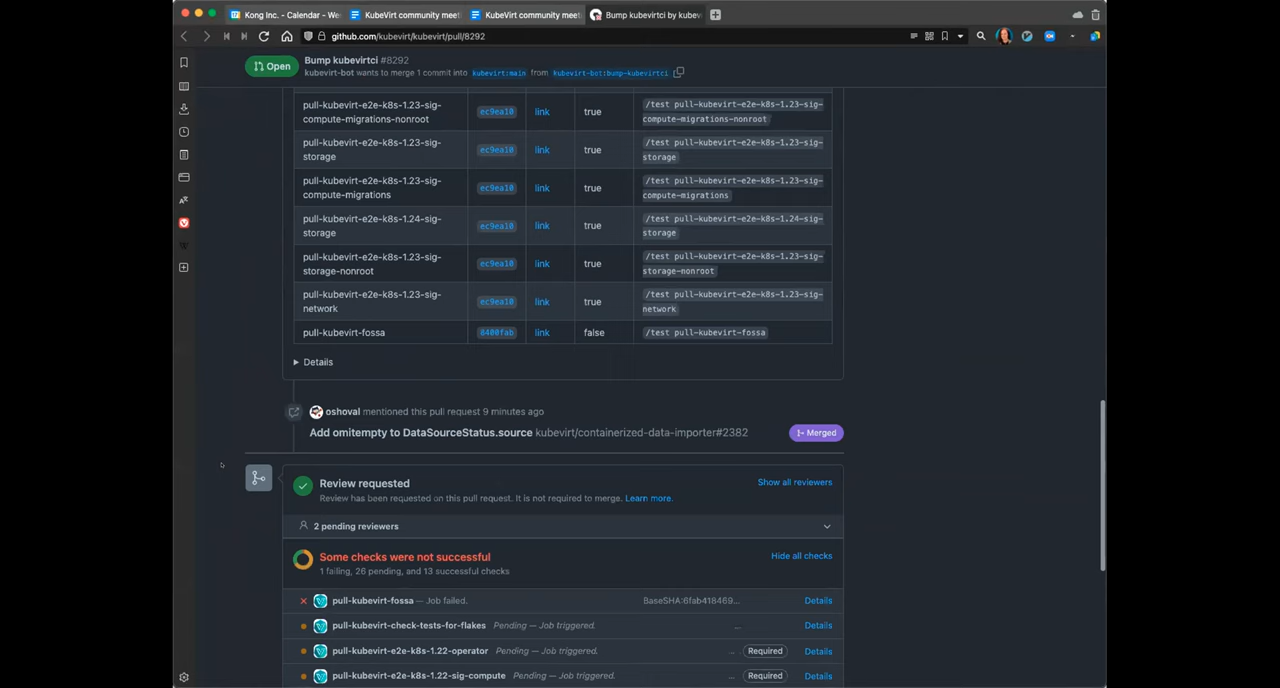 Kong Inc. - Calendar - We
KubeVirt community meet
KubeVirt community meet
Bump kubevirtci by kubev
github.com/kubevirt/kubevirt/pull/8292
Open
Bump kubevirtci #8292
kubevirt-bot wants to merge 1 commit into kubevirt:main from kubevirt-bot:bump-kubevirtci
pull-kubevirt-e2e-k8s-1.23-sig-
compute-migrations-nonroot
ec9ea10
link
true
/test pull-kubevirt-e2e-k8s-1.23-sig-
compute-migrations-nonroot
pull-kubevirt-e2e-k8s-1.23-sig-
storage
ec9ea10
link
true
/test pull-kubevirt-e2e-k8s-1.23-sig-
storage
pull-kubevirt-e2e-k8s-1.23-sig-
compute-migrations
ec9ea10
link
true
/test pull-kubevirt-e2e-k8s-1.23-sig-
compute-migrations
pull-kubevirt-e2e-k8s-1.24-sig-
storage
ec9ea10
link
true
/test pull-kubevirt-e2e-k8s-1.24-sig-
storage
pull-kubevirt-e2e-k8s-1.23-sig-
storage-nonroot
ec9ea10
link
true
/test pull-kubevirt-e2e-k8s-1.23-sig-
storage-nonroot
pull-kubevirt-e2e-k8s-1.23-sig-
network
ec9ea10
link
true
/test pull-kubevirt-e2e-k8s-1.23-sig-
network
pull-kubevirt-fossa
8400fab
link
false
/test pull-kubevirt-fossa
Details
oshoval mentioned this pull request 9 minutes ago
Add omitempty to DataSourceStatus.source kubevirt/containerized-data-importer#2382
Merged
Review requested
Show all reviewers
Review has been requested on this pull request. It is not required to merge. Learn more.
2 pending reviewers
Some checks were not successful
Hide all checks
1 failing, 26 pending, and 13 successful checks
pull-kubevirt-fossa — Job failed.
BaseSHA:6fab418469...
Details
pull-kubevirt-check-tests-for-flakes Pending — Job triggered.
...
Details
pull-kubevirt-e2e-k8s-1.22-operator Pending — Job triggered.
...
Required
Details
pull-kubevirt-e2e-k8s-1.22-sig-compute Pending — Job triggered.
...
Required
Details